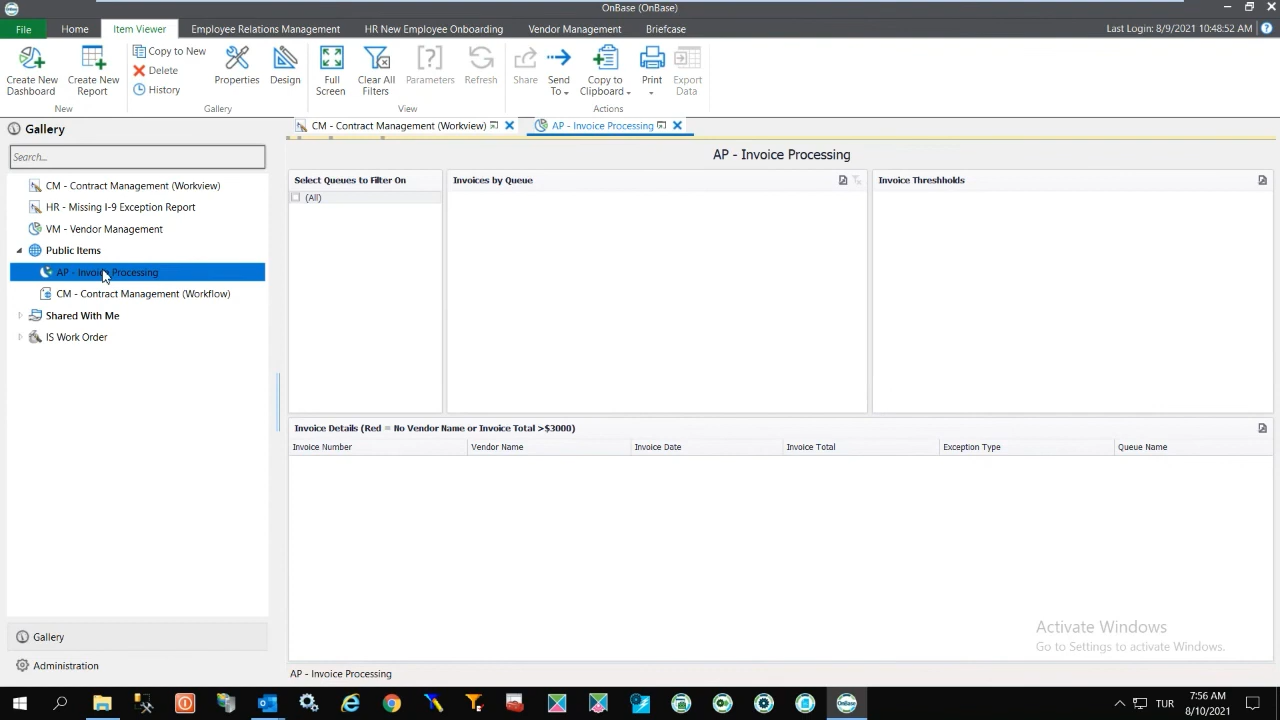 OnBase (OnBase)
File Home Item Viewer Employee Relations Management HR New Employee Onboarding Vendor Management Briefcase Last Login: 8/9/2021 10:48:52 AM
Create New Dashboard
Create New Report
New
Copy to New
Delete
History
Properties
Design
Gallery
Full Screen
Clear All Filters
Parameters
Refresh
View
Share
Send To
Copy to Clipboard
Print
Export Data
Actions
Gallery
Search...
CM - Contract Management (Workview)
HR - Missing I-9 Exception Report
VM - Vendor Management
Public Items
AP - Invoice Processing
CM - Contract Management (Workflow)
Shared With Me
IS Work Order
Gallery
Administration
CM - Contract Management (Workview) AP - Invoice Processing
AP - Invoice Processing
Select Queues to Filter On
(All)
Invoices by Queue
Invoice Threshholds
Invoice Details (Red = No Vendor Name or Invoice Total >$3000)
Invoice Number Vendor Name Invoice Date Invoice Total Exception Type Queue Name
Activate Windows
Go to Settings to activate Windows.
AP - Invoice Processing
TUR
7:56 AM
8/10/2021